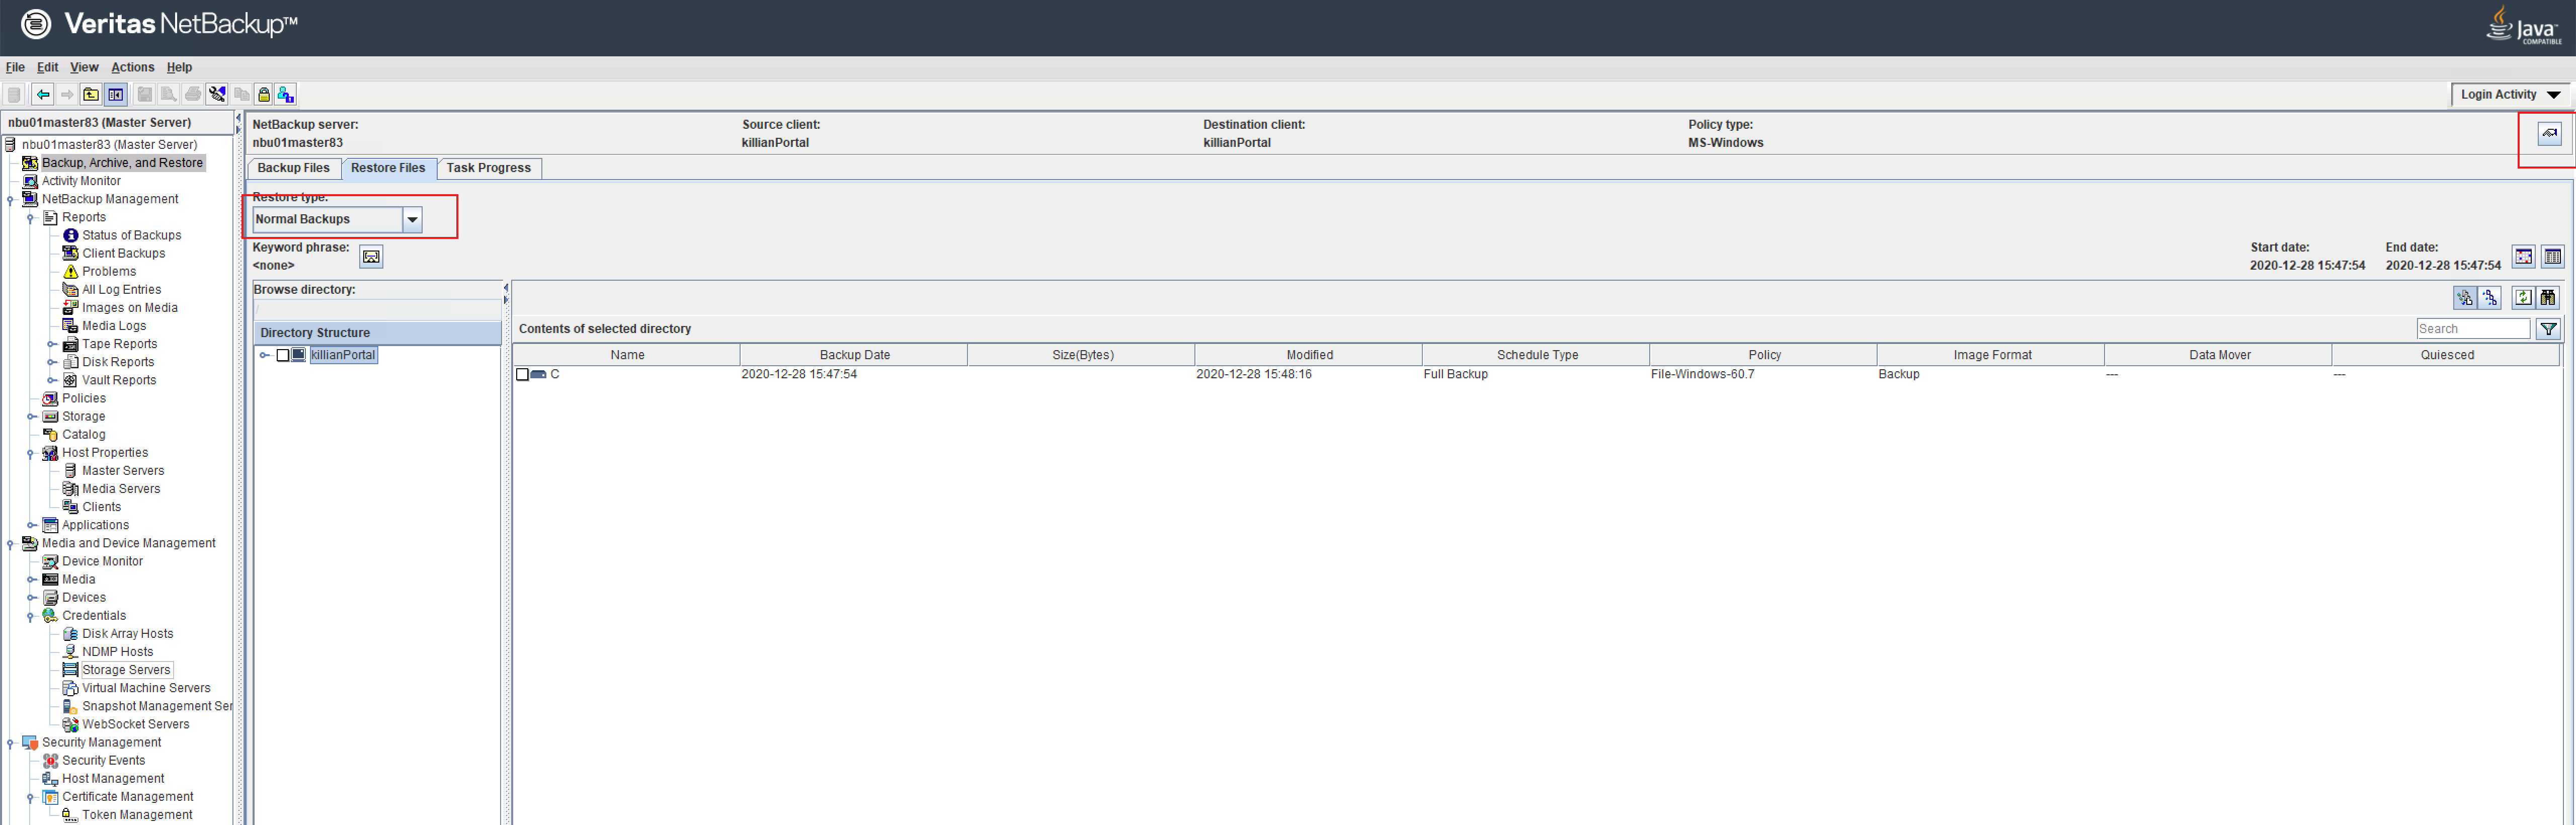 Veritas NetBackup™
Java™
COMPATIBLE
File Edit View Actions Help
Login Activity
nbu01master83 (Master Server)
nbu01master83 (Master Server)
Backup, Archive, and Restore
Activity Monitor
NetBackup Management
Reports
Status of Backups
Client Backups
Problems
All Log Entries
Images on Media
Media Logs
Tape Reports
Disk Reports
Vault Reports
Policies
Storage
Catalog
Host Properties
Master Servers
Media Servers
Clients
Applications
Media and Device Management
Device Monitor
Media
Devices
Credentials
Disk Array Hosts
NDMP Hosts
Storage Servers
Virtual Machine Servers
Snapshot Management Ser
WebSocket Servers
Security Management
Security Events
Host Management
Certificate Management
Token Management
NetBackup server: Source client: Destination client: Policy type:
nbu01master83 killianPortal killianPortal MS-Windows
Backup Files Restore Files Task Progress
Restore type:
Normal Backups
Keyword phrase:
<none>
Start date: End date:
2020-12-28 15:47:54 2020-12-28 15:47:54
Browse directory:
/
Directory Structure
killianPortal
Contents of selected directory
Search
Name Backup Date Size(Bytes) Modified Schedule Type Policy Image Format Data Mover Quiesced
C 2020-12-28 15:47:54 2020-12-28 15:48:16 Full Backup File-Windows-60.7 Backup --- ---